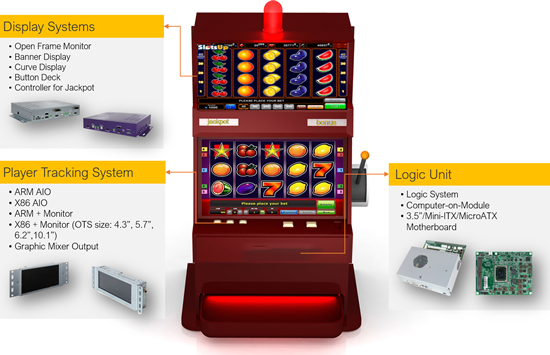 Display Systems
• Open Frame Monitor
• Banner Display
• Curve Display
• Button Deck
• Controller for Jackpot
Player Tracking System
• ARM AIO
• X86 AIO
• ARM + Monitor
• X86 + Monitor (OTS size: 4.3”, 5.7”,
6.2”,10.1”)
• Graphic Mixer Output
SlotsUp
PLEASE PLACE YOUR BET
jackpot
bonus
Please place your bet
Logic Unit
• Logic System
• Computer-on-Module
• 3.5”/Mini-ITX/MicroATX
Motherboard